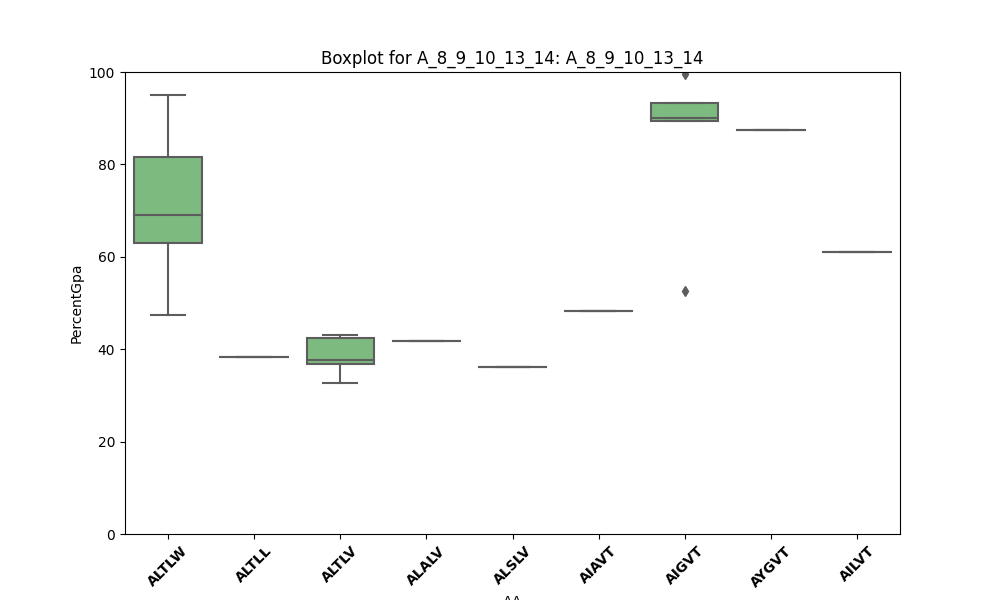 Boxplot for A_8_9_10_13_14: A_8_9_10_13_14
PercentGpa
100
80
60
40
20
0
ALTLW
ALTLL
ALTLV
ALALV
ALSLV
AIAVT
AIGVT
AYGVT
AILVT
AA